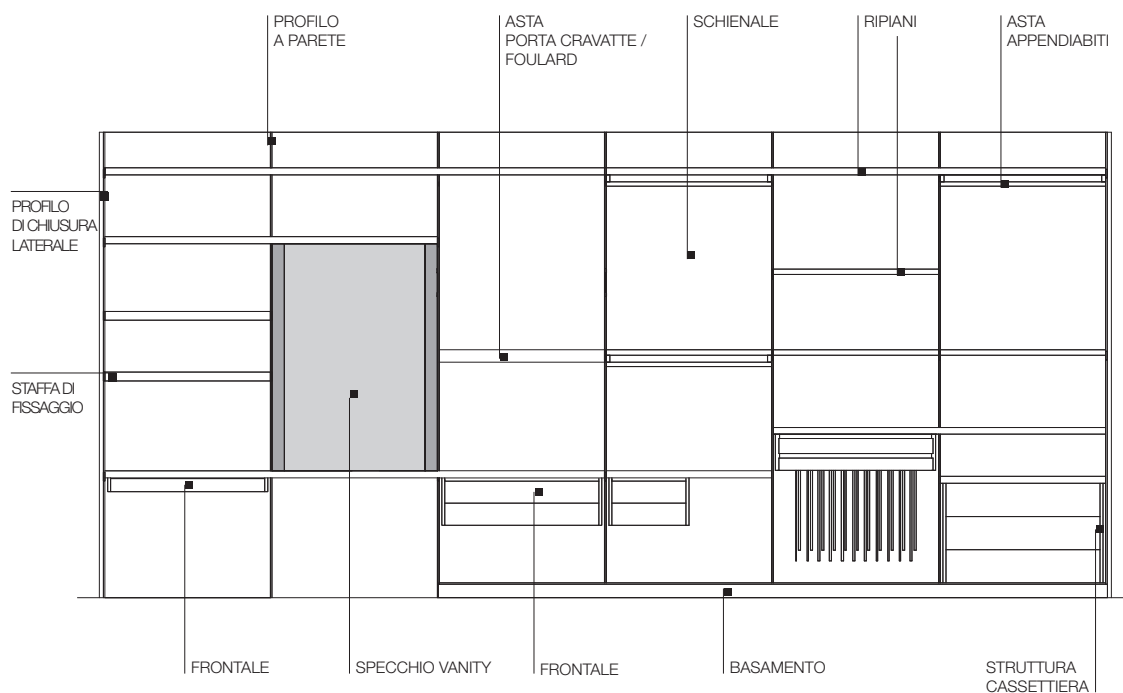 PROFILO
A PARETE
ASTA
PORTA CRAVATTE /
FOULARD
SCHIENALE
RIPIANI
ASTA
APPENDIABITI
PROFILO
DI CHIUSURA
LATERALE
STAFFA DI
FISSAGGIO
FRONTALE
SPECCHIO VANITY
FRONTALE
BASAMENTO
STRUTTURA
CASSETTIERA